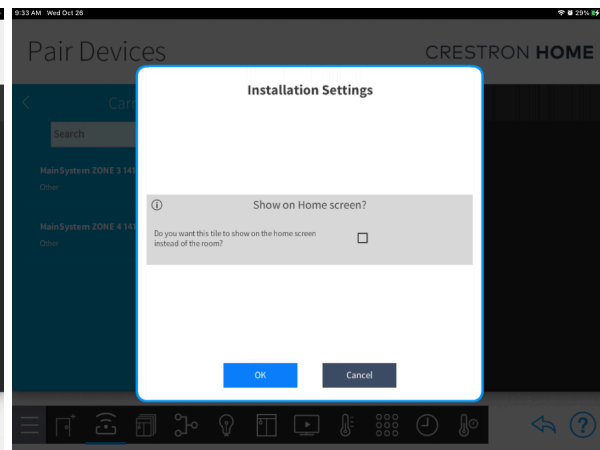 9:33 AM Wed Oct 26
29%
Pair Devices
CRESTRON HOME
Installation Settings
Search
MainSystem ZONE 3 141
Other
MainSystem ZONE 4 141
Other
Show on Home screen?
Do you want this tile to show on the home screen
instead of the room?
OK
Cancel